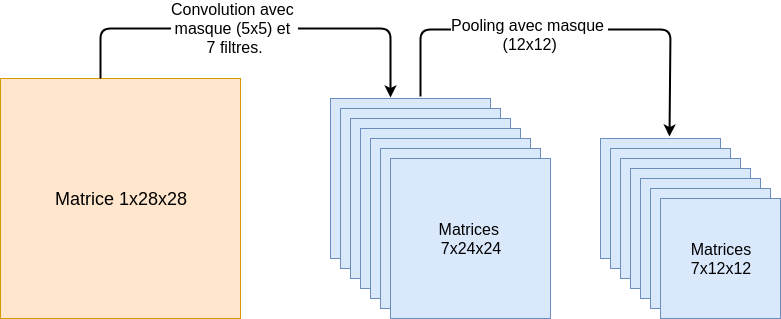 Convolution avec
masque (5x5) et
7 filtres.
Pooling avec masque
(12x12)
Matrice 1x28x28
Matrices
7x24x24
Matrices
7x12x12